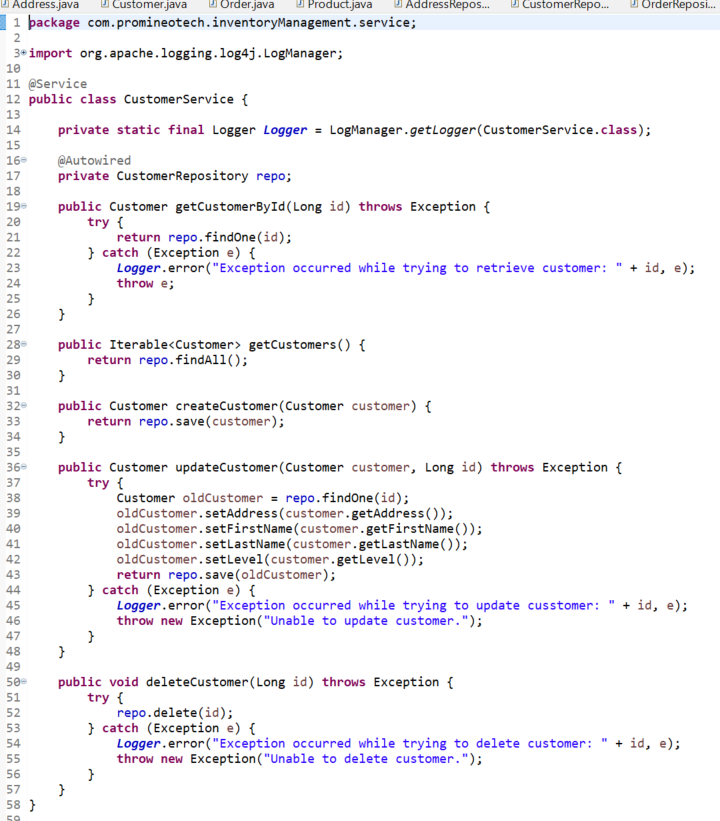 Address.java Customer.java Order.java Product.java AddressRepos... CustomerRepo... OrderReposi...
1 package com.promineotech.inventoryManagement.service;
2
3 import org.apache.logging.log4j.LogManager;
10
11 @Service
12 public class CustomerService {
13
14     private static final Logger Logger = LogManager.getLogger(CustomerService.class);
15
16     @Autowired
17     private CustomerRepository repo;
18
19     public Customer getCustomerById(Long id) throws Exception {
20         try {
21             return repo.findOne(id);
22         } catch (Exception e) {
23             Logger.error("Exception occurred while trying to retrieve customer: " + id, e);
24             throw e;
25         }
26     }
27
28     public Iterable<Customer> getCustomers() {
29         return repo.findAll();
30     }
31
32     public Customer createCustomer(Customer customer) {
33         return repo.save(customer);
34     }
35
36     public Customer updateCustomer(Customer customer, Long id) throws Exception {
37         try {
38             Customer oldCustomer = repo.findOne(id);
39             oldCustomer.setAddress(customer.getAddress());
40             oldCustomer.setFirstName(customer.getFirstName());
41             oldCustomer.setLastName(customer.getLastName());
42             oldCustomer.setLevel(customer.getLevel());
43             return repo.save(oldCustomer);
44         } catch (Exception e) {
45             Logger.error("Exception occurred while trying to update cusstomer: " + id, e);
46             throw new Exception("Unable to update customer.");
47         }
48     }
49
50     public void deleteCustomer(Long id) throws Exception {
51         try {
52             repo.delete(id);
53         } catch (Exception e) {
54             Logger.error("Exception occurred while trying to delete customer: " + id, e);
55             throw new Exception("Unable to delete customer.");
56         }
57     }
58 }
59